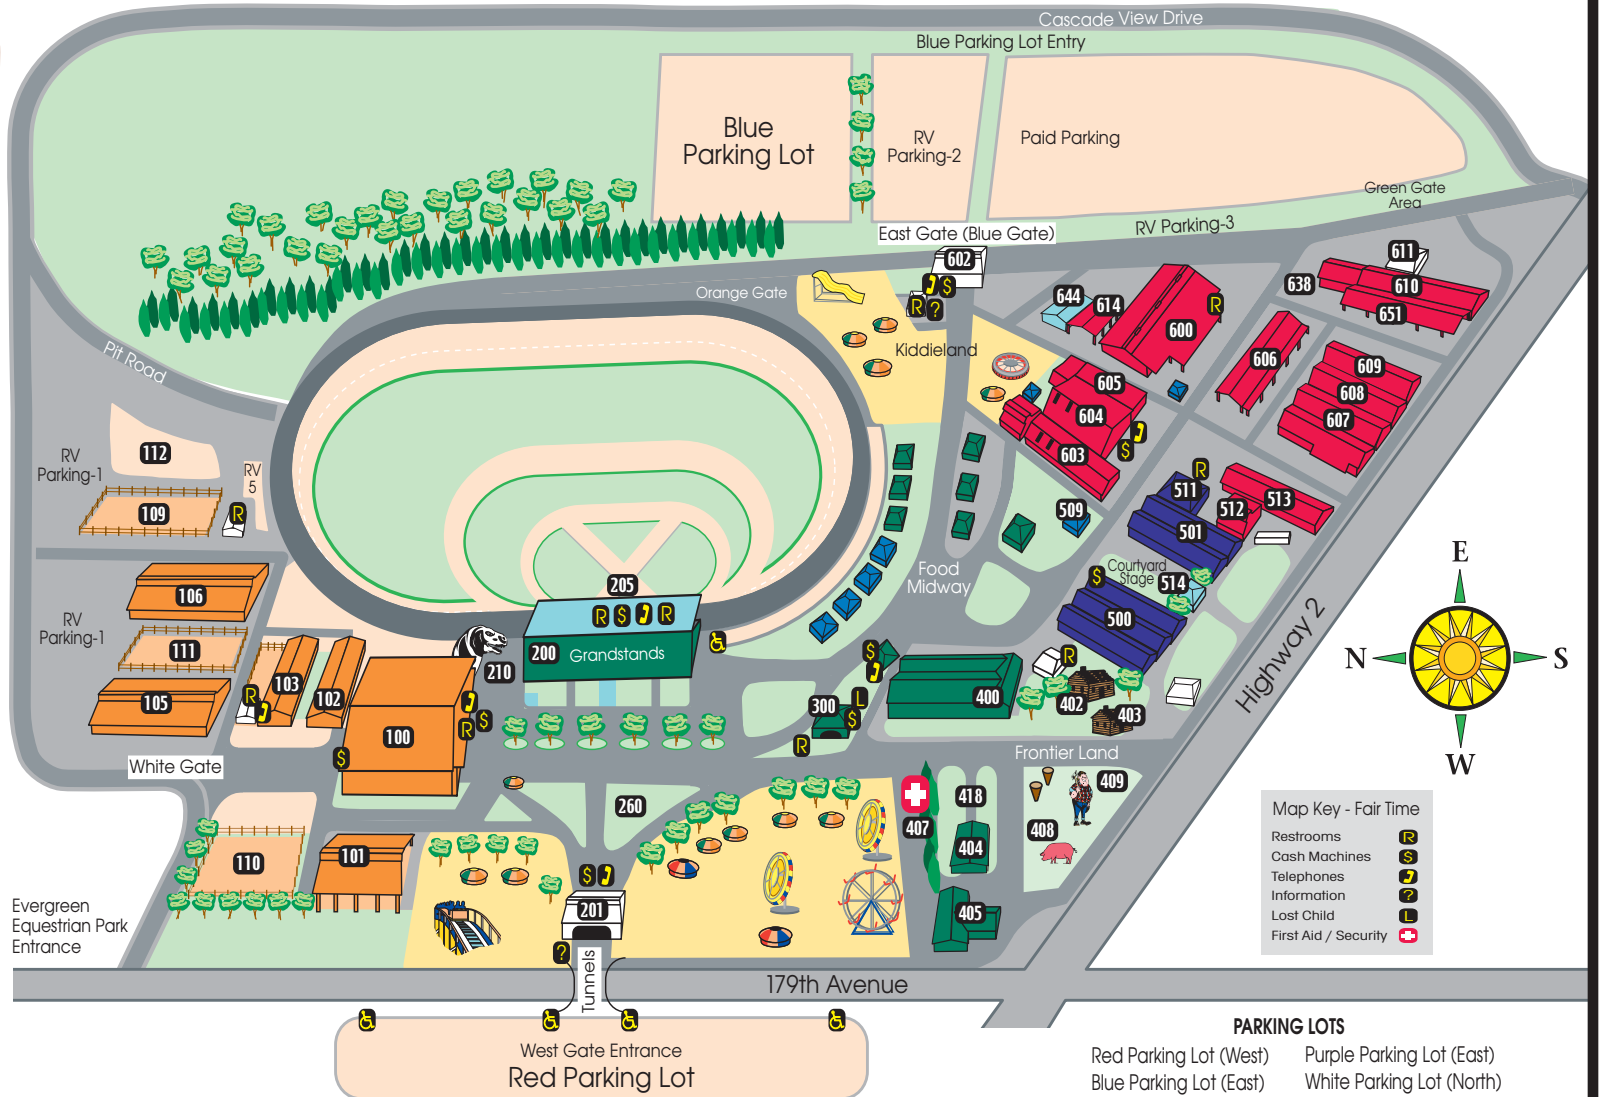 Cascade View Drive
Blue Parking Lot Entry
Blue
Parking Lot
RV
Parking-2
Paid Parking
Green Gate
Area
RV Parking-3
East Gate (Blue Gate)
602
R
?
$
Orange Gate
Kiddieland
644
614
600
R
638
611
610
651
606
609
608
607
605
604
603
$
Pit Road
RV
Parking-1
112
RV
5
109
R
511
R
513
512
501
509
Courtyard
Stage
514
$
500
Food
Midway
205
R
$
R
200
Grandstands
210
106
RV
Parking-1
111
105
103
102
R
100
R
$
$
White Gate
$
300
L
$
R
400
R
402
403
Frontier Land
Highway 2
E
N
S
W
260
418
407
404
405
409
408
110
101
$
201
?
Tunnels
Evergreen
Equestrian Park
Entrance
179th Avenue
West Gate Entrance
Red Parking Lot
Map Key - Fair Time
Restrooms R
Cash Machines $
Telephones
Information ?
Lost Child L
First Aid / Security
PARKING LOTS
Red Parking Lot (West)
Purple Parking Lot (East)
Blue Parking Lot (East)
White Parking Lot (North)